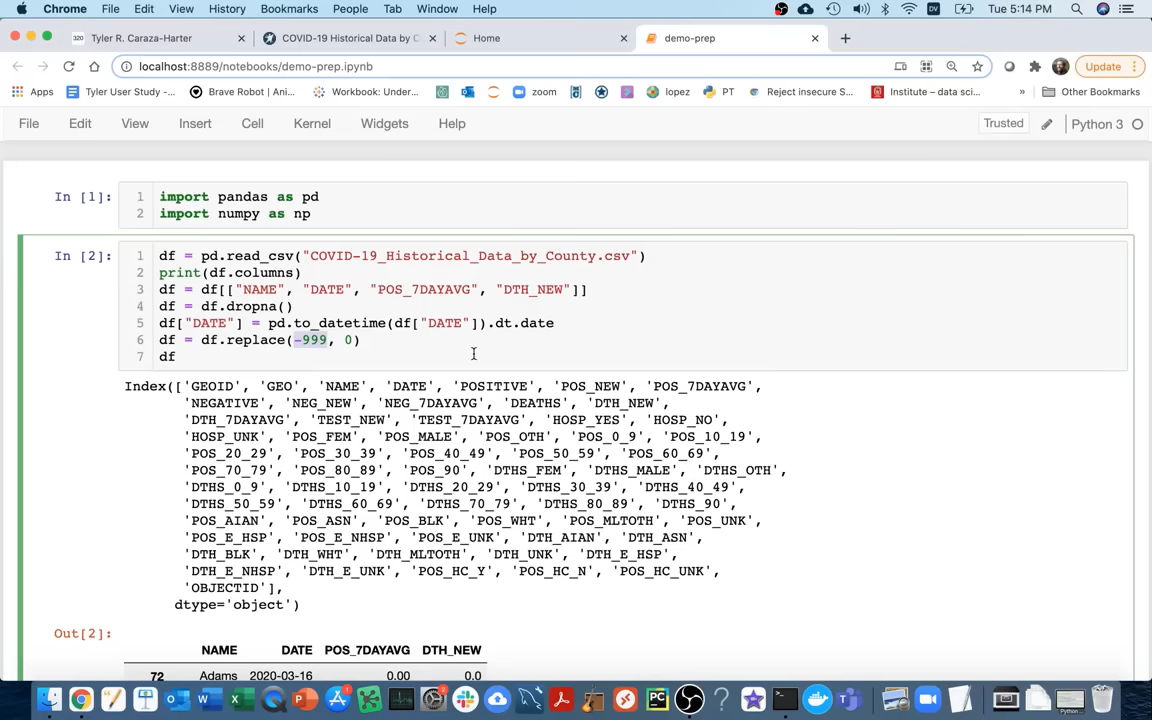 Chrome File Edit View History Bookmarks People Tab Window Help DV Tue 5:14 PM
320 Tyler R. Caraza-Harter COVID-19 Historical Data by C Home demo-prep
localhost:8889/notebooks/demo-prep.ipynb Update
Apps Tyler User Study -... Brave Robot | Ani... Workbook: Under... zoom lopez PT Reject insecure S... Institute – data sci... » Other Bookmarks
File Edit View Insert Cell Kernel Widgets Help Trusted Python 3
In [1]: 1 import pandas as pd
2 import numpy as np
In [2]: 1 df = pd.read_csv("COVID-19_Historical_Data_by_County.csv")
2 print(df.columns)
3 df = df[["NAME", "DATE", "POS_7DAYAVG", "DTH_NEW"]]
4 df = df.dropna()
5 df["DATE"] = pd.to_datetime(df["DATE"]).dt.date
6 df = df.replace(-999, 0)
7 df
Index(['GEOID', 'GEO', 'NAME', 'DATE', 'POSITIVE', 'POS_NEW', 'POS_7DAYAVG',
'NEGATIVE', 'NEG_NEW', 'NEG_7DAYAVG', 'DEATHS', 'DTH_NEW',
'DTH_7DAYAVG', 'TEST_NEW', 'TEST_7DAYAVG', 'HOSP_YES', 'HOSP_NO',
'HOSP_UNK', 'POS_FEM', 'POS_MALE', 'POS_OTH', 'POS_0_9', 'POS_10_19',
'POS_20_29', 'POS_30_39', 'POS_40_49', 'POS_50_59', 'POS_60_69',
'POS_70_79', 'POS_80_89', 'POS_90', 'DTHS_FEM', 'DTHS_MALE', 'DTHS_OTH',
'DTHS_0_9', 'DTHS_10_19', 'DTHS_20_29', 'DTHS_30_39', 'DTHS_40_49',
'DTHS_50_59', 'DTHS_60_69', 'DTHS_70_79', 'DTHS_80_89', 'DTHS_90',
'POS_AIAN', 'POS_ASN', 'POS_BLK', 'POS_WHT', 'POS_MLTOTH', 'POS_UNK',
'POS_E_HSP', 'POS_E_NHSP', 'POS_E_UNK', 'DTH_AIAN', 'DTH_ASN',
'DTH_BLK', 'DTH_WHT', 'DTH_MLTOTH', 'DTH_UNK', 'DTH_E_HSP',
'DTH_E_NHSP', 'DTH_E_UNK', 'POS_HC_Y', 'POS_HC_N', 'POS_HC_UNK',
'OBJECTID'],
dtype='object')
Out[2]:
NAME DATE POS_7DAYAVG DTH_NEW
72 Adams 2020-03-16 0.00 0.0